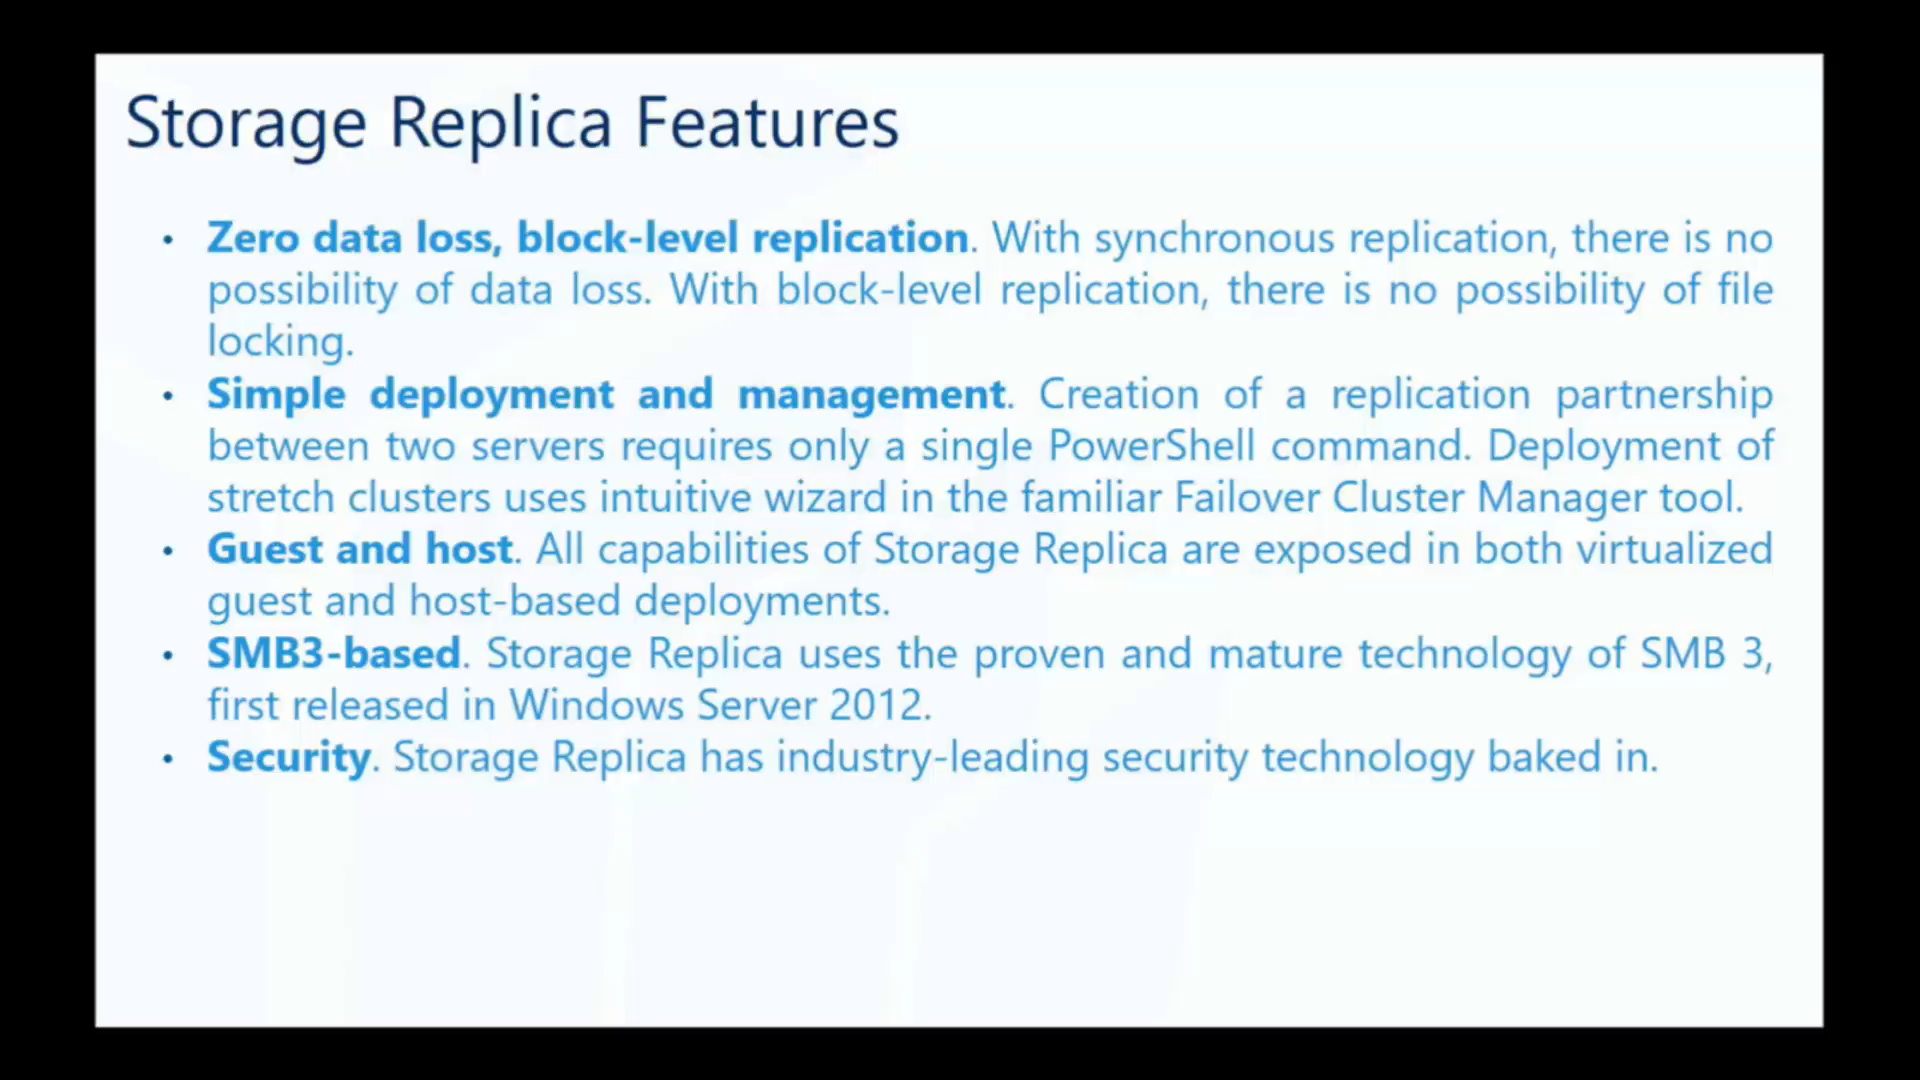 Storage Replica Features
• Zero data loss, block-level replication. With synchronous replication, there is no
possibility of data loss. With block-level replication, there is no possibility of file
locking.
• Simple deployment and management. Creation of a replication partnership
between two servers requires only a single PowerShell command. Deployment of
stretch clusters uses intuitive wizard in the familiar Failover Cluster Manager tool.
• Guest and host. All capabilities of Storage Replica are exposed in both virtualized
guest and host-based deployments.
• SMB3-based. Storage Replica uses the proven and mature technology of SMB 3,
first released in Windows Server 2012.
• Security. Storage Replica has industry-leading security technology baked in.